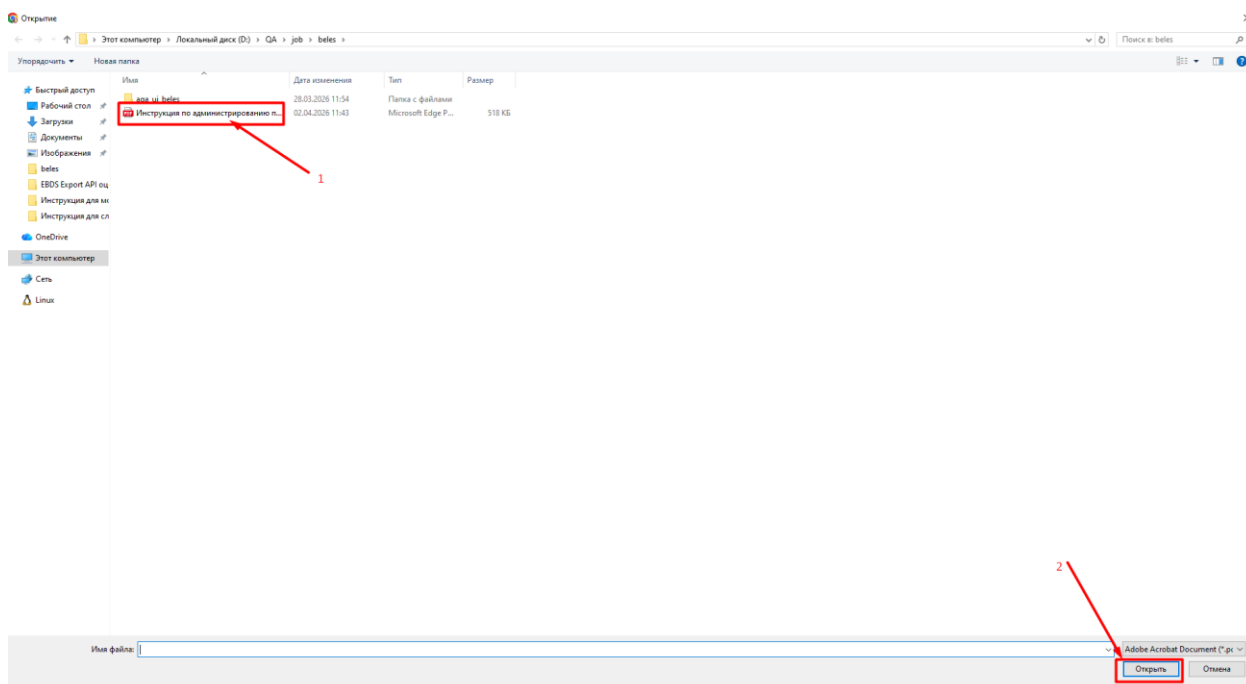 Открытие
Этот компьютер › Локальный диск (D:) › QA › job › beles ›
Поиск в: beles
Упорядочить
Новая папка
Имя
Дата изменения
Тип
Размер
Быстрый доступ
Рабочий стол
Загрузки
Документы
Изображения
beles
EBDS Export API оц
Инструкция для мо
Инструкция для сл
OneDrive
Этот компьютер
Сеть
Linux
28.03.2026 11:54
Папка с файлами
Инструкция по администрированию п...
02.04.2026 11:43
Microsoft Edge P...
518 КБ
1
2
Имя файла:
Adobe Acrobat Document (*.pc
Открыть
Отмена